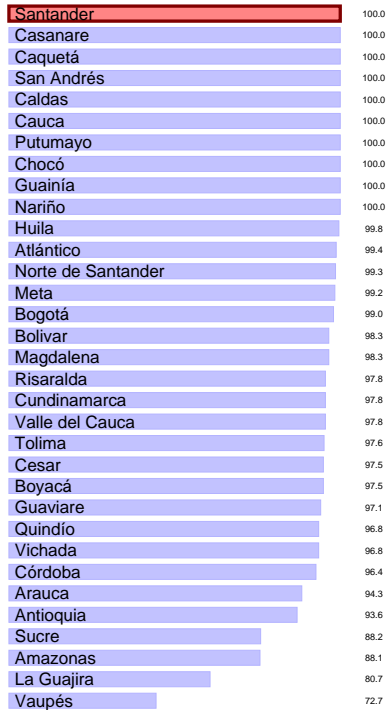 Santander 100.0
Casanare 100.0
Caquetá 100.0
San Andrés 100.0
Caldas 100.0
Cauca 100.0
Putumayo 100.0
Chocó 100.0
Guainía 100.0
Nariño 100.0
Huila 99.8
Atlántico 99.4
Norte de Santander 99.3
Meta 99.2
Bogotá 99.0
Bolivar 98.3
Magdalena 98.3
Risaralda 97.8
Cundinamarca 97.8
Valle del Cauca 97.8
Tolima 97.6
Cesar 97.5
Boyacá 97.5
Guaviare 97.1
Quindío 96.8
Vichada 96.8
Córdoba 96.4
Arauca 94.3
Antioquia 93.6
Sucre 88.2
Amazonas 88.1
La Guajira 80.7
Vaupés 72.7